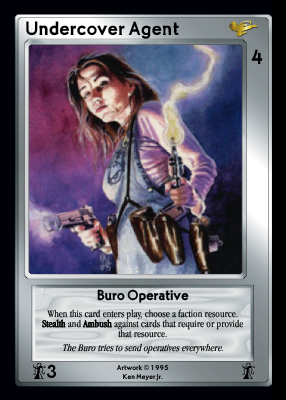 Undercover Agent
4
Buro Operative
When this card enters play, choose a faction resource.
Stealth and Ambush against cards that require or provide
that resource.
The Buro tries to send operatives everywhere.
3
Artwork © 1995
Ken Meyer Jr.